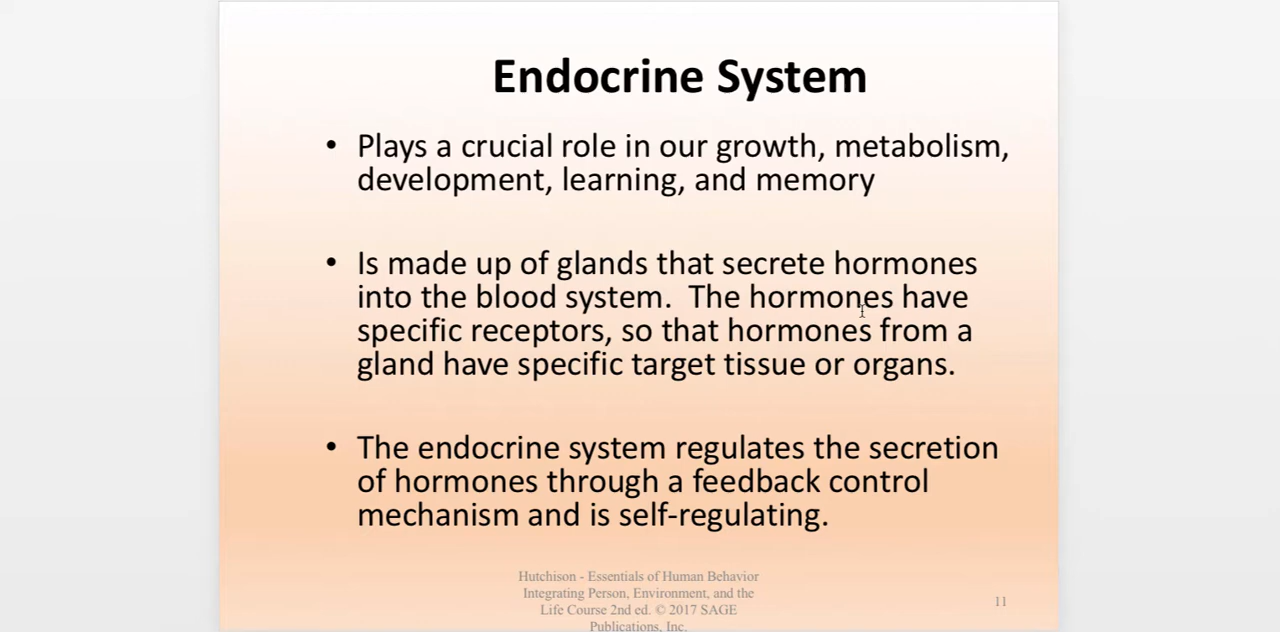 Endocrine System
• Plays a crucial role in our growth, metabolism,
development, learning, and memory
• Is made up of glands that secrete hormones
into the blood system.  The hormones have
specific receptors, so that hormones from a
gland have specific target tissue or organs.
• The endocrine system regulates the secretion
of hormones through a feedback control
mechanism and is self-regulating.
Hutchison - Essentials of Human Behavior
Integrating Person, Environment, and the
Life Course 2nd ed. © 2017 SAGE
Publications, Inc.
11